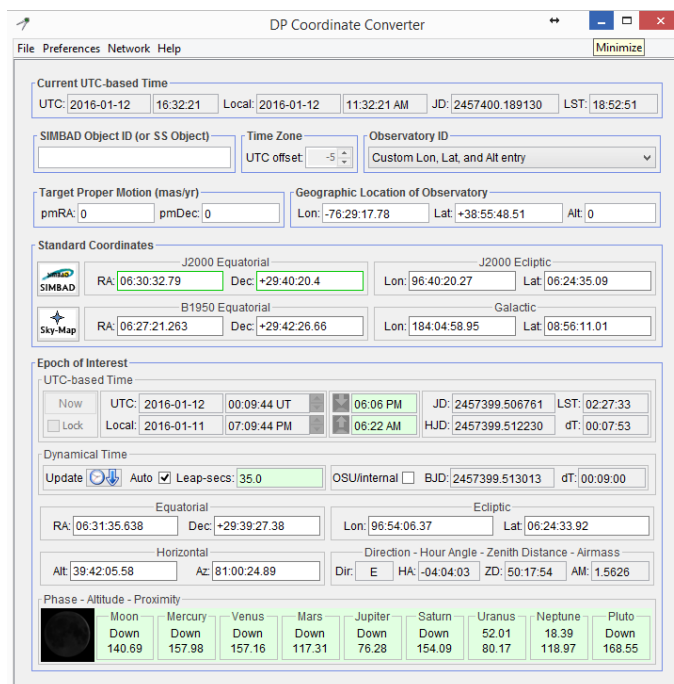 DP Coordinate Converter
File Preferences Network Help
Minimize
Current UTC-based Time
UTC: 2016-01-12 16:32:21 Local: 2016-01-12 11:32:21 AM JD: 2457400.189130 LST: 18:52:51
SIMBAD Object ID (or SS Object) Time Zone Observatory ID
UTC offset: -5 Custom Lon, Lat, and Alt entry
Target Proper Motion (mas/yr) Geographic Location of Observatory
pmRA: 0 pmDec: 0 Lon: -76:29:17.78 Lat: +38:55:48.51 Alt: 0
Standard Coordinates
J2000 Equatorial J2000 Ecliptic
SIMBAD
SIMBAD RA: 06:30:32.79 Dec: +29:40:20.4 Lon: 96:40:20.27 Lat: 06:24:35.09
B1950 Equatorial Galactic
Sky-Map RA: 06:27:21.263 Dec: +29:42:26.66 Lon: 184:04:58.95 Lat: 08:56:11.01
Epoch of Interest
UTC-based Time
Now UTC: 2016-01-12 00:09:44 UT 06:06 PM JD: 2457399.506761 LST: 02:27:33
Lock Local: 2016-01-11 07:09:44 PM 06:22 AM HJD: 2457399.512230 dT: 00:07:53
Dynamical Time
Update Auto Leap-secs: 35.0 OSU/internal BJD: 2457399.513013 dT: 00:09:00
Equatorial Ecliptic
RA: 06:31:35.638 Dec: +29:39:27.38 Lon: 96:54:06.37 Lat: 06:24:33.92
Horizontal Direction - Hour Angle - Zenith Distance - Airmass
Alt: 39:42:05.58 Az: 81:00:24.89 Dir: E HA: -04:04:03 ZD: 50:17:54 AM: 1.5626
Phase - Altitude - Proximity
Moon Mercury Venus Mars Jupiter Saturn Uranus Neptune Pluto
Down Down Down Down Down Down 52.01 18.39 Down
140.69 157.98 157.16 117.31 76.28 154.09 80.17 118.97 168.55